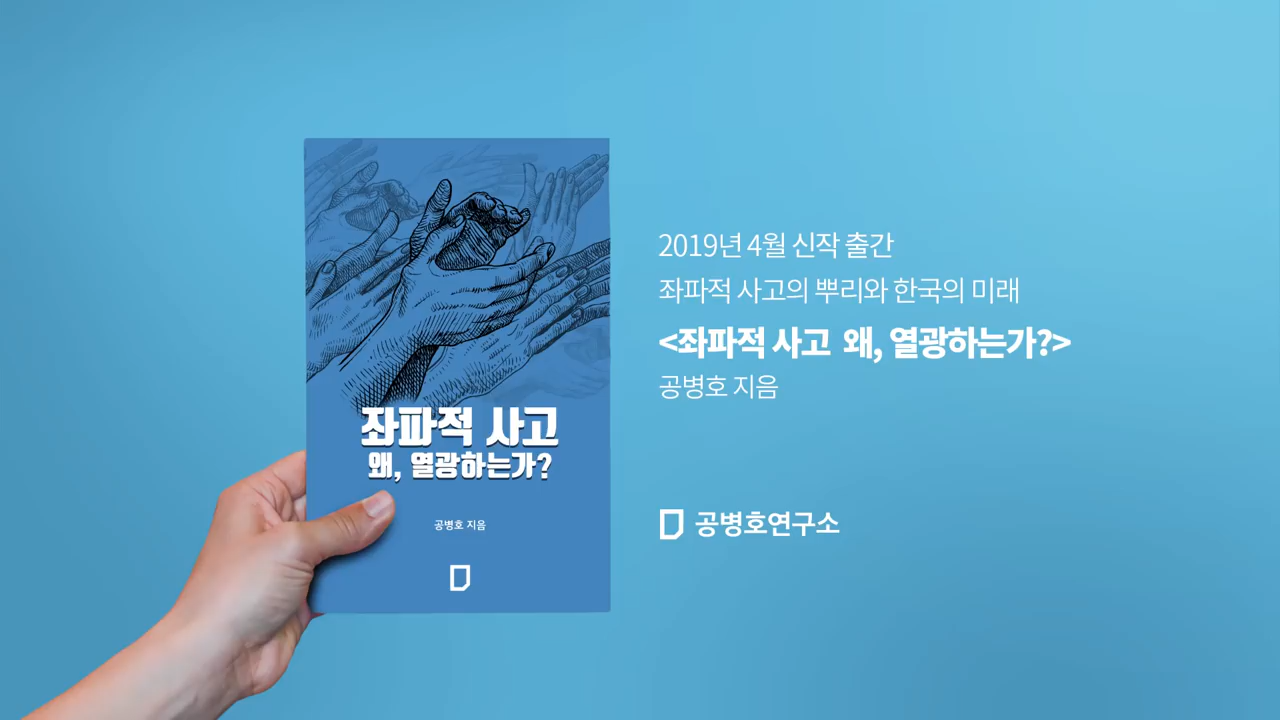 좌파적 사고
왜, 열광하는가?
공병호 지음
2019년 4월 신작 출간
좌파적 사고의 뿌리와 한국의 미래
<좌파적 사고 왜, 열광하는가?>
공병호 지음
공병호연구소